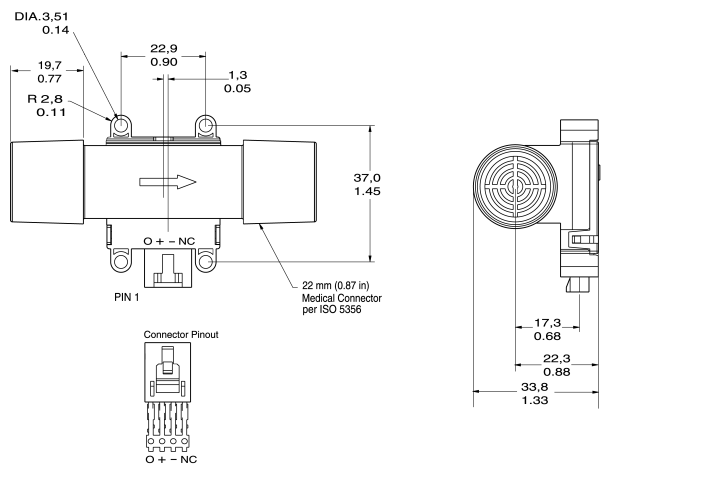 DIA.3,51
0.14
22,9
0.90
19,7
0.77
1,3
0.05
R 2,8
0.11
37,0
1.45
O + − NC
PIN 1
22 mm (0.87 in)
Medical Connector
per ISO 5356
Connector Pinout
O + − NC
17,3
0.68
22,3
0.88
33,8
1.33